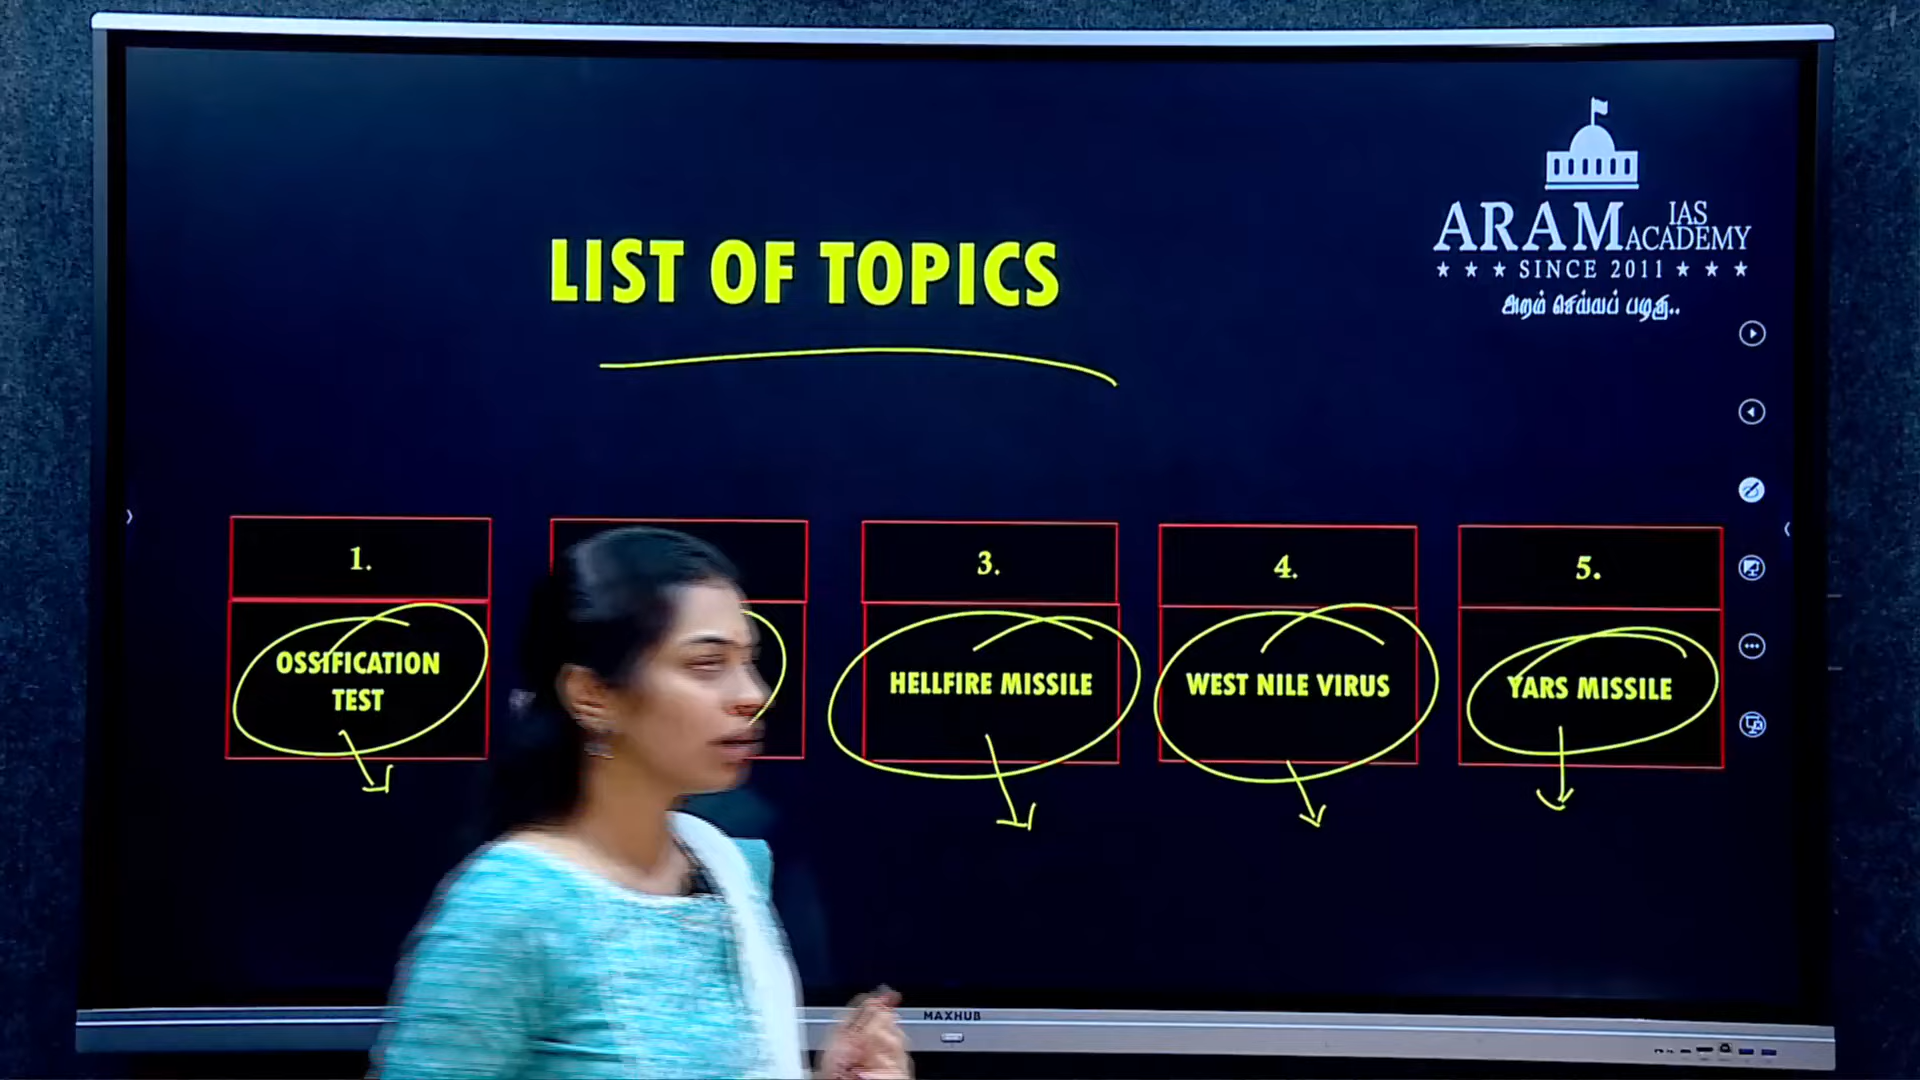 ARAM IAS
ACADEMY
★ ★ ★ SINCE 2011 ★ ★ ★
அறம் செய்யப் படிகு..
LIST OF TOPICS
1.
3.
4.
5.
OSSIFICATION
TEST
HELLFIRE MISSILE
WEST NILE VIRUS
YARS MISSILE
MAXHUB